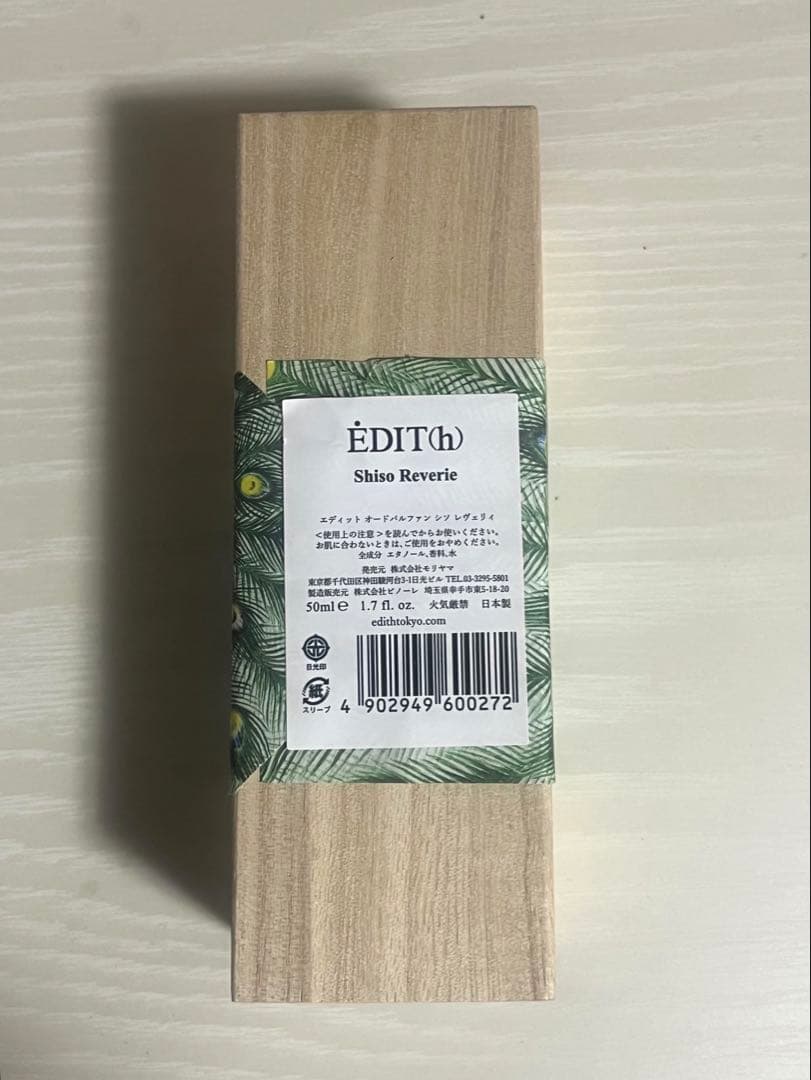 ĖDIT(h)
Shiso Reverie
エディット オードパルファン シソ レヴェリィ
＜使用上の注意＞を読んでからお使いください。
お肌に合わないときは、ご使用をおやめください。
全成分 エタノール、香料、水
発売元 株式会社モリヤマ
東京都千代田区神田駿河台3-1日光ビル TEL.03-3295-5801
製造販売元 株式会社ピノーレ 埼玉県幸手市東5-18-20
50ml e 1.7 fl. oz. 火気厳禁 日本製
edithtokyo.com
日光印
紙
スリーブ
4 902949 600272